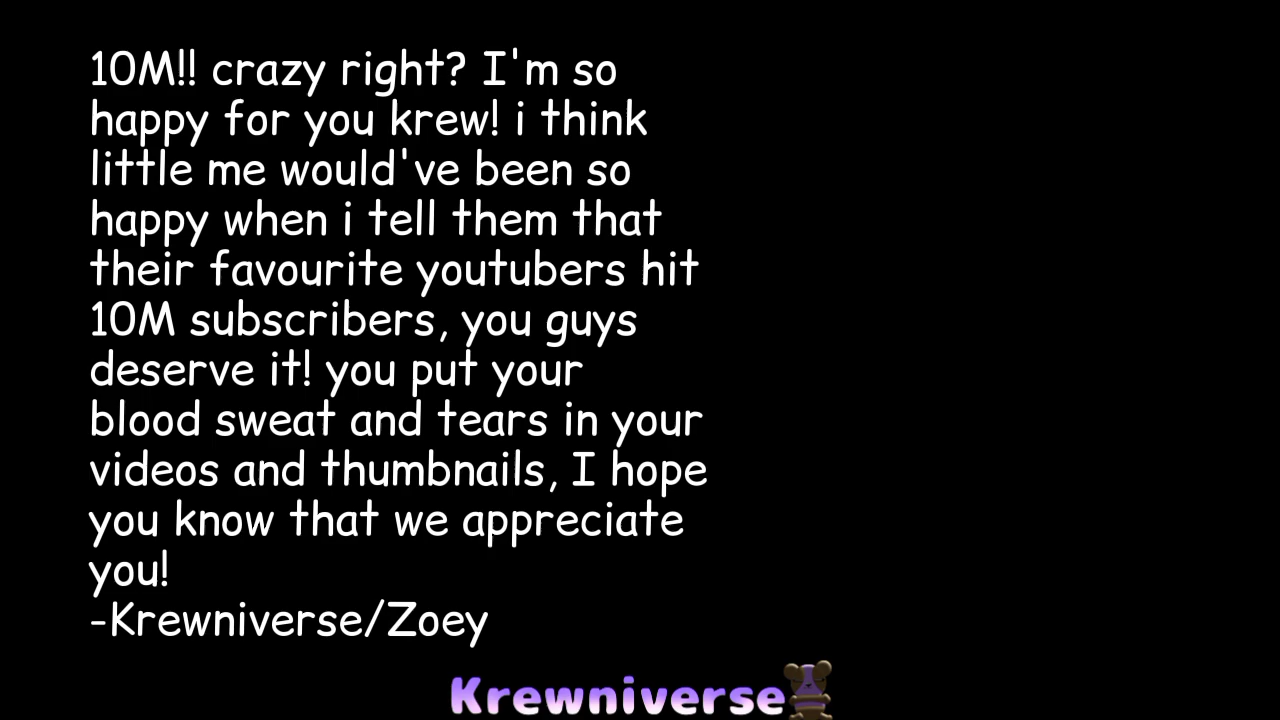 10M!! crazy right? I'm so
happy for you krew! i think
little me would've been so
happy when i tell them that
their favourite youtubers hit
10M subscribers, you guys
deserve it! you put your
blood sweat and tears in your
videos and thumbnails, I hope
you know that we appreciate
you!
-Krewniverse/Zoey
Krewniverse